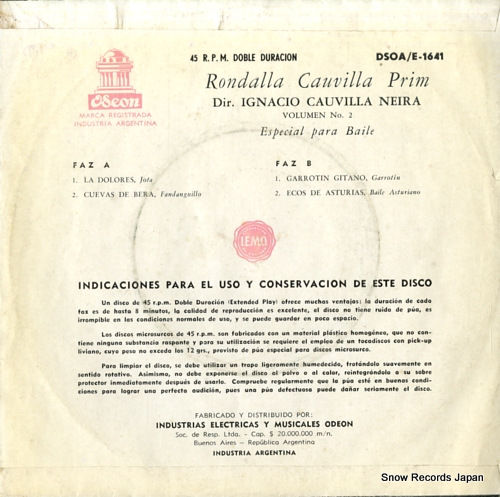 45 R.P.M. DOBLE DURACION
DSOA/E-1641
Odeon
MARCA REGISTRADA
INDUSTRIA ARGENTINA
Rondalla Cauvilla Prim
Dir. IGNACIO CAUVILLA NEIRA
VOLUMEN No. 2
Especial para Baile
FAZ A
1. LA DOLORES, Jota
2. CUEVAS DE BERA, Fandanguillo
FAZ B
1. GARROTIN GITANO, Garrotín
2. ECOS DE ASTURIAS, Baile Asturiano
LEMO
INDICACIONES PARA EL USO Y CONSERVACION DE ESTE DISCO
Un disco de 45 r.p.m. Doble Duración (Extended Play) ofrece muchas ventajas: la duración de cada
fax es de hasta 8 minutos, la calidad de reproducción es excelente, el disco no tiene ruido de púa, es
irrompible en las condiciones normales de uso, y se puede guardar en poco espacio.
Los discos microsurcos de 45 r.p.m. son fabricados con un material plástico homogéneo, que no con-
tiene ninguna substancia raspante y para su utilización se requiere el empleo de un tocadiscos con pick-up
liviano, cuyo peso no exceda los 12 grs., previsto de púa especial para discos microsurco.
Para limpiar el disco, se debe utilizar un trapo ligeramente humedecido, frotándolo suavemente en
sentido rotativo. Asimismo, no debe exponerse el disco al polvo o al calor, reintegrándolo a su sobre
protector inmediatamente después de usarlo. Compruebe regularmente que la púa esté en buenas condi-
ciones para lograr una perfecta audición, pues una púa defectuosa puede dañar seriamente el disco.
FABRICADO Y DISTRIBUIDO POR:
INDUSTRIAS ELECTRICAS Y MUSICALES ODEON
Soc. de Resp. Ltda. - Cap. $ 20.000.000 m/n.
Buenos Aires - República Argentina
INDUSTRIA ARGENTINA
Snow Records Japan